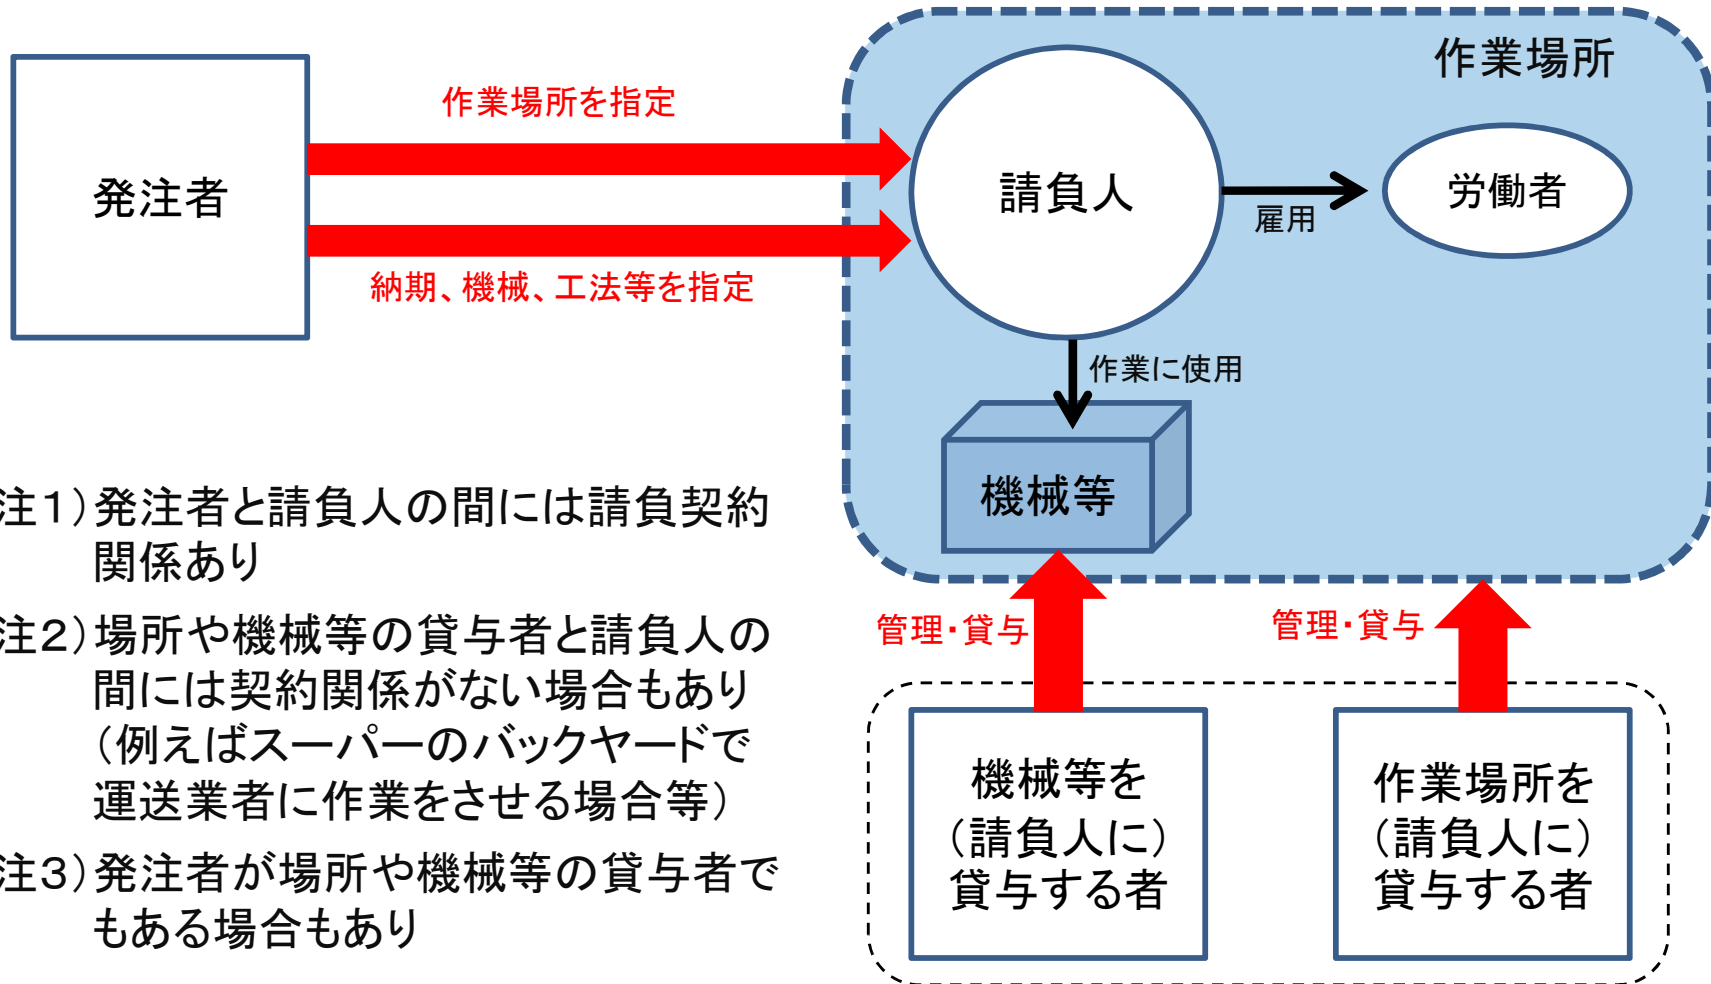 作業場所
作業場所を指定
発注者
請負人
労働者
雇用
納期、機械、工法等を指定
作業に使用
機械等
注1）発注者と請負人の間には請負契約
関係あり
注2）場所や機械等の貸与者と請負人の
間には契約関係がない場合もあり
（例えばスーパーのバックヤードで
運送業者に作業をさせる場合等）
注3）発注者が場所や機械等の貸与者で
もある場合もあり
管理・貸与
管理・貸与
機械等を
（請負人に）
貸与する者
作業場所を
（請負人に）
貸与する者